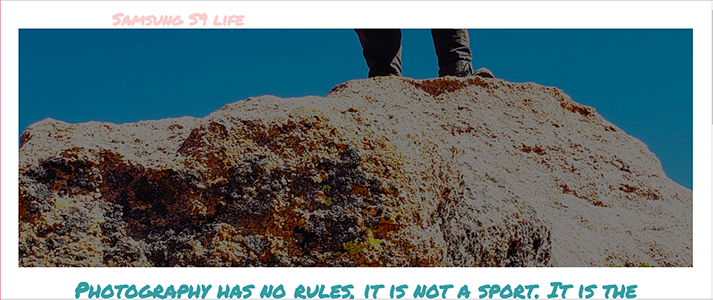 Samsung S9 life
Photography has no rules, it is not a sport. It is the